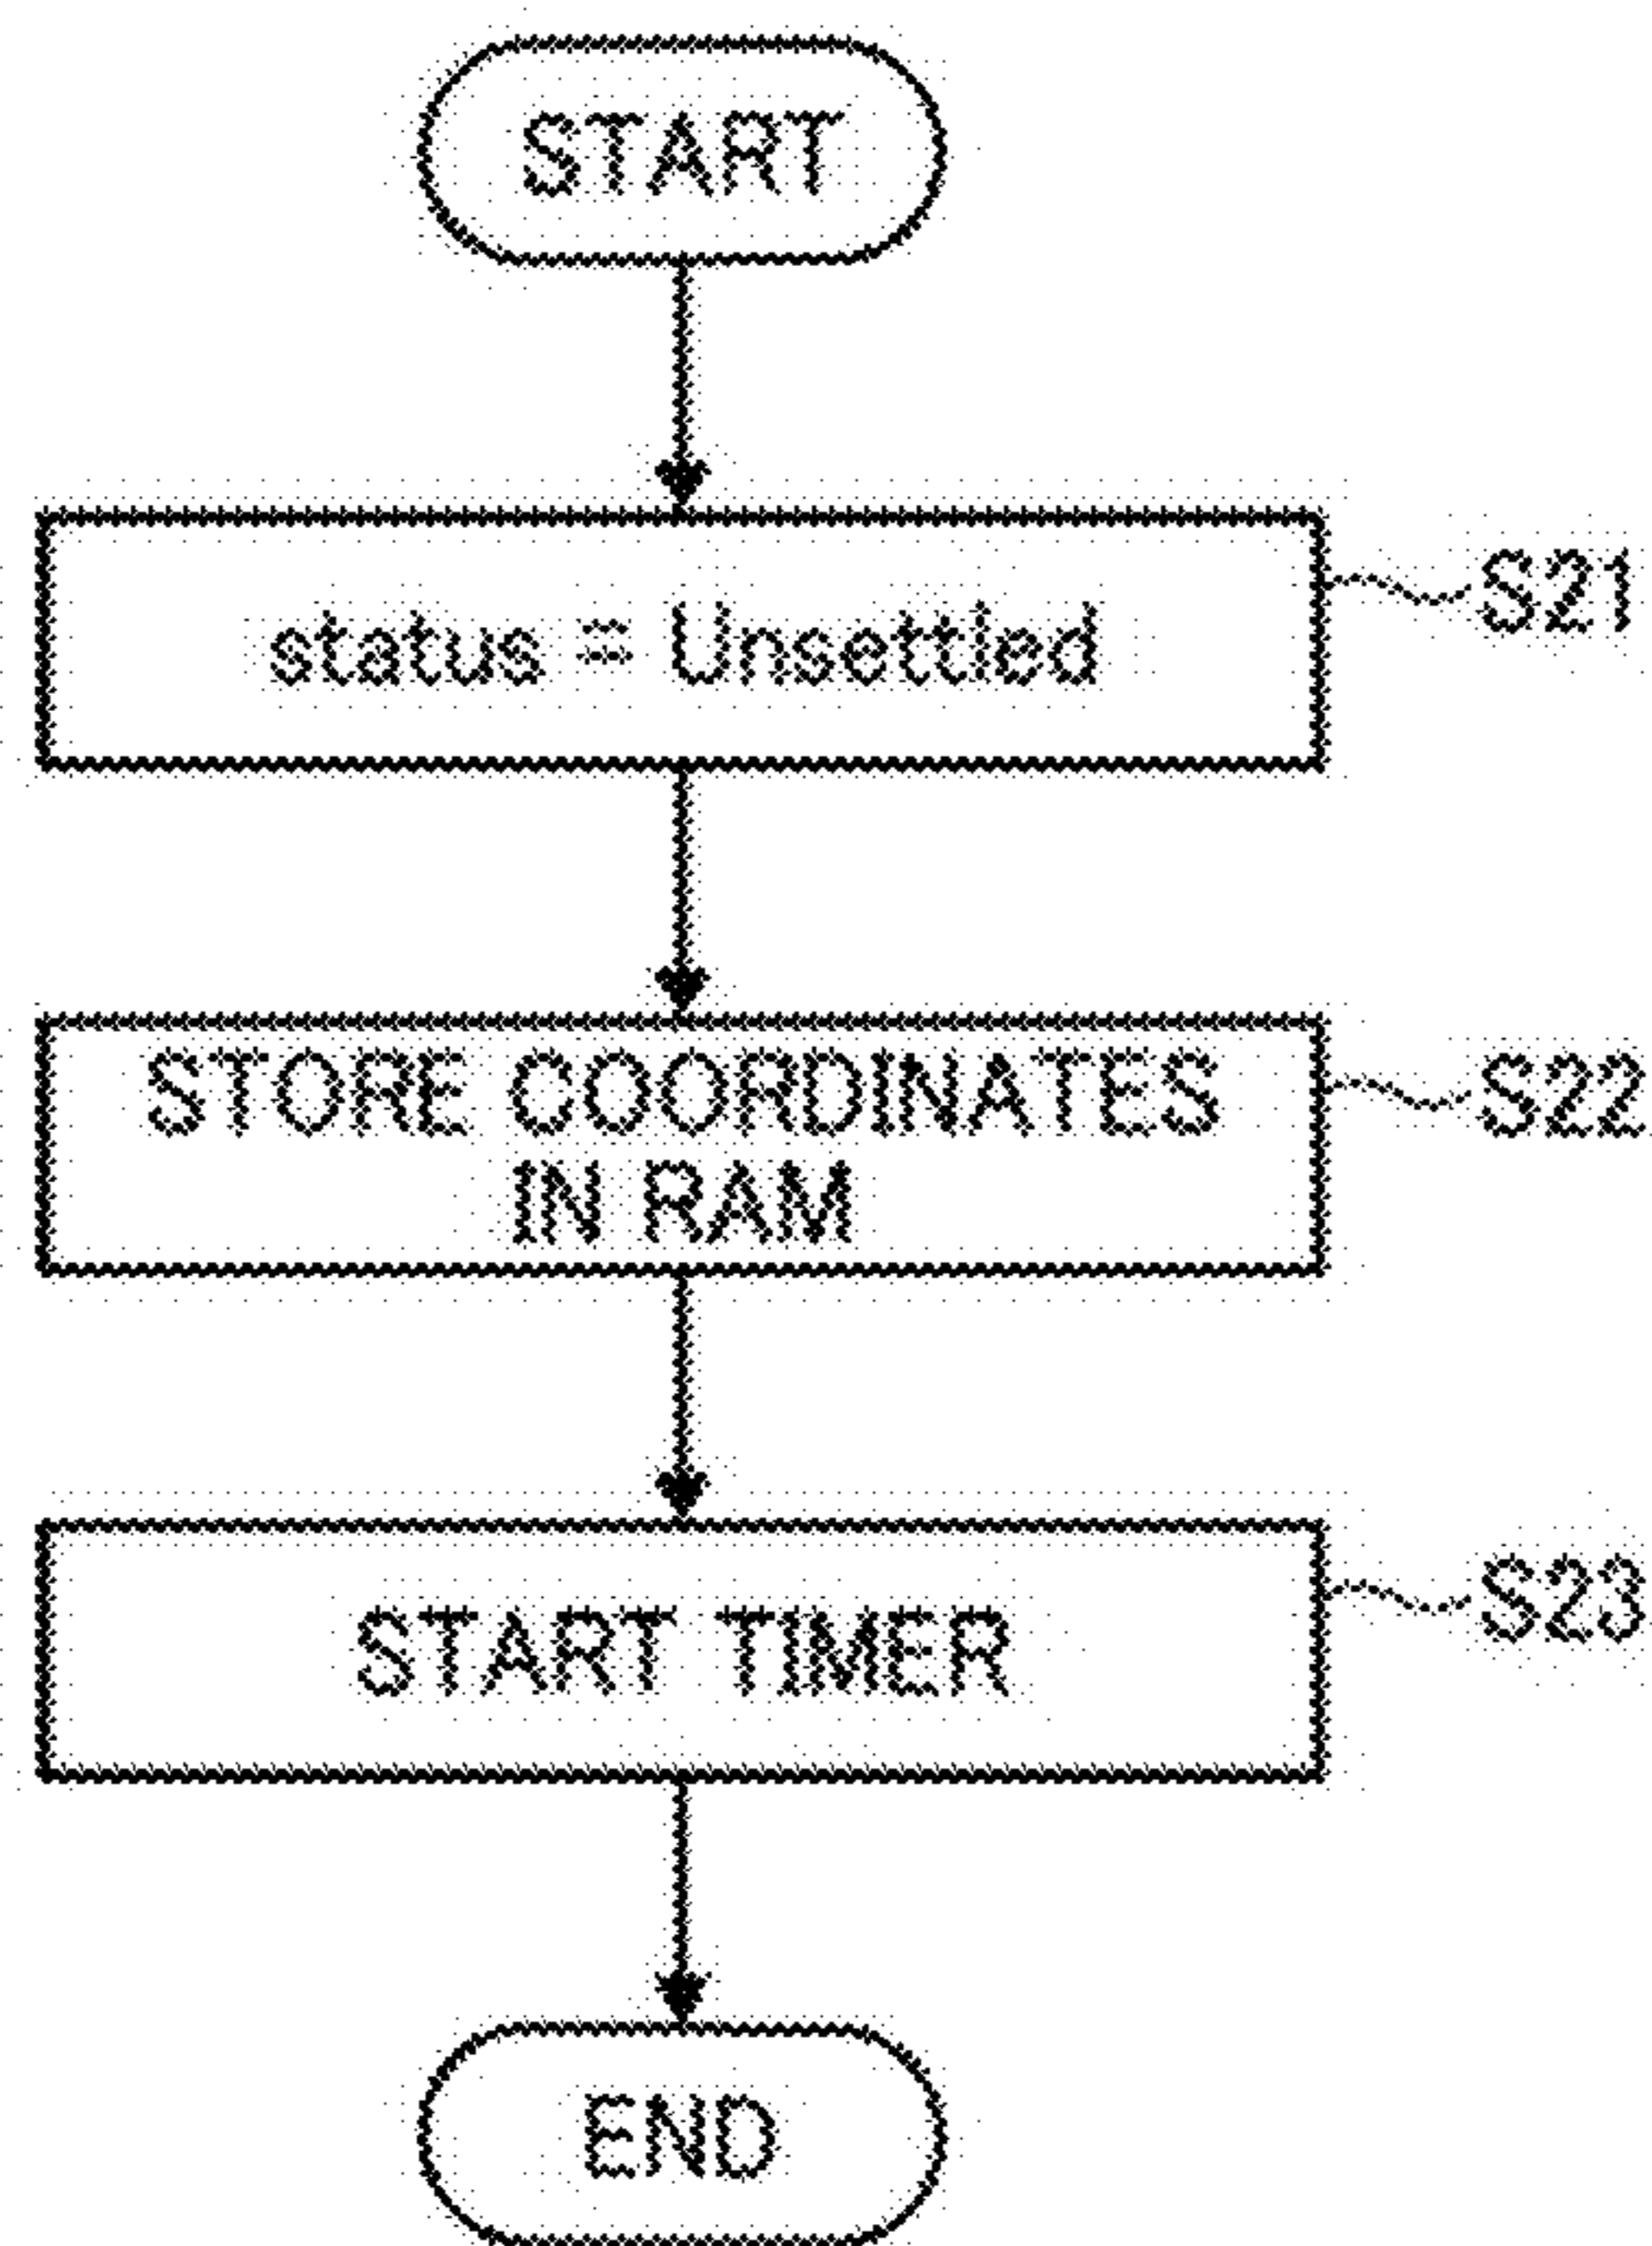 START
status = Unsettled
S21
STORE COORDINATES
IN RAM
S22
START TIMER
S23
END